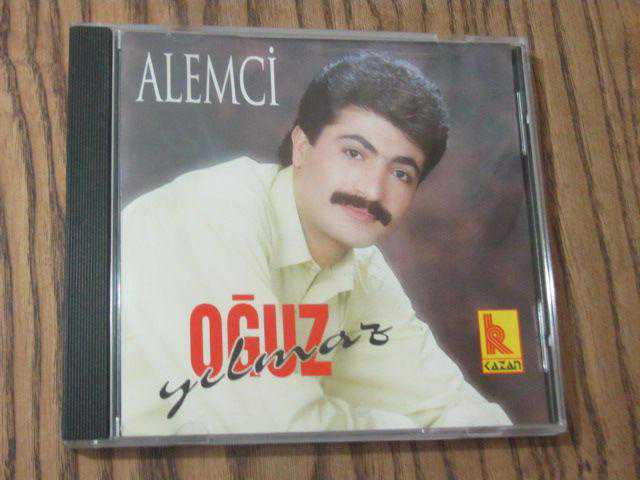 ALEMCİ
OĞUZ
yılmaz
KAZAN